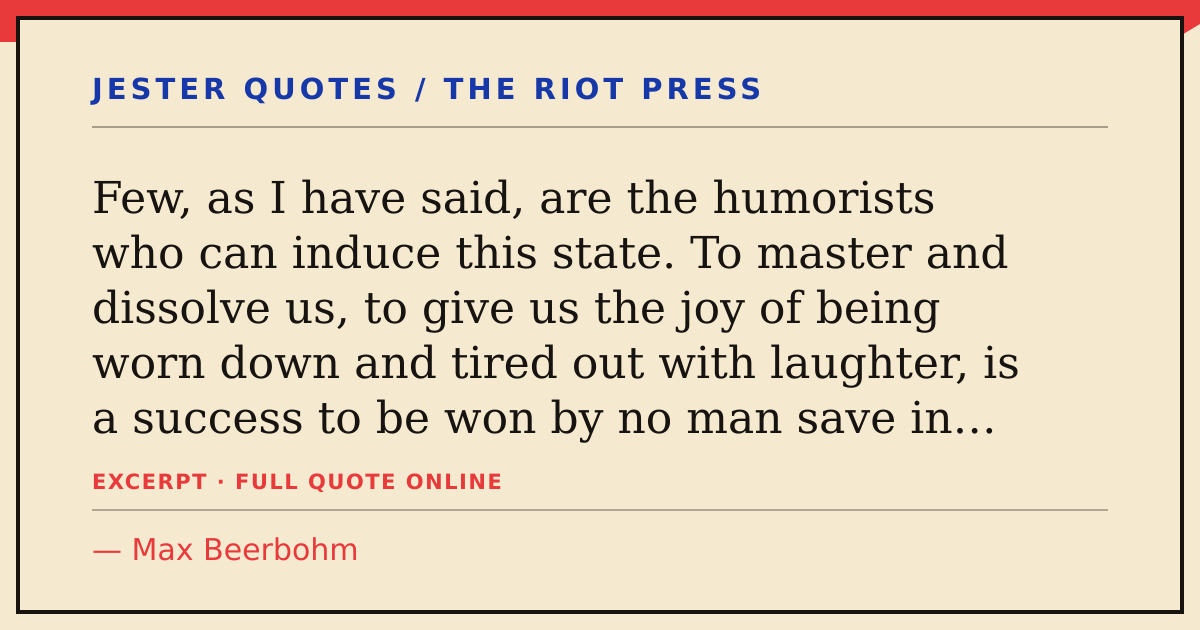 JESTER QUOTES / THE RIOT PRESS
Few, as I have said, are the humorists
who can induce this state. To master and
dissolve us, to give us the joy of being
worn down and tired out with laughter, is
a success to be won by no man save in…
EXCERPT · FULL QUOTE ONLINE
— Max Beerbohm